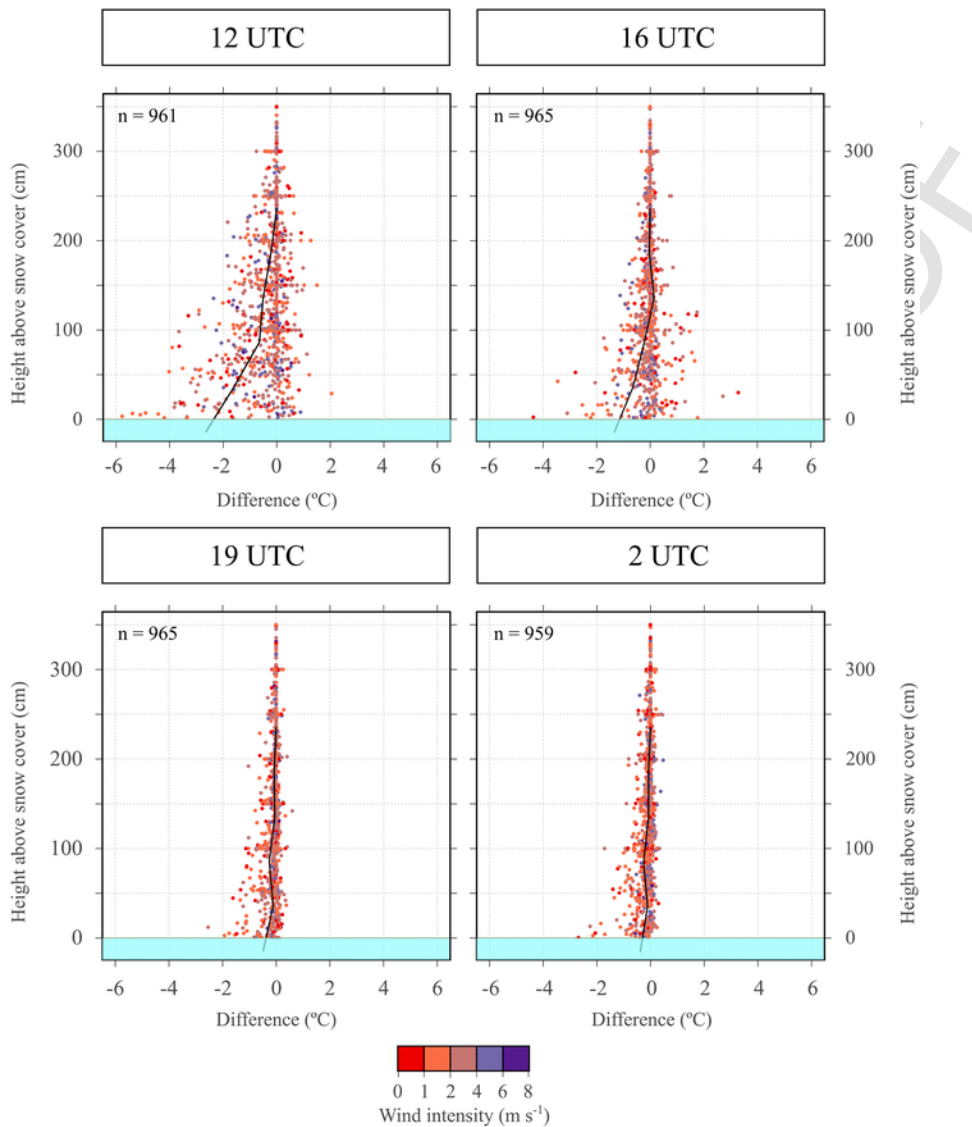 12 UTC
16 UTC
n = 961
n = 965
Height above snow cover (cm)
300
200
100
0
-6 -4 -2 0 2 4 6
Difference (ºC)
-6 -4 -2 0 2 4 6
Difference (ºC)
300
200
100
0
Height above snow cover (cm)
19 UTC
2 UTC
n = 965
n = 959
Height above snow cover (cm)
300
200
100
0
-6 -4 -2 0 2 4 6
Difference (ºC)
-6 -4 -2 0 2 4 6
Difference (ºC)
300
200
100
0
Height above snow cover (cm)
0 1 2 4 6 8
Wind intensity (m s⁻¹)